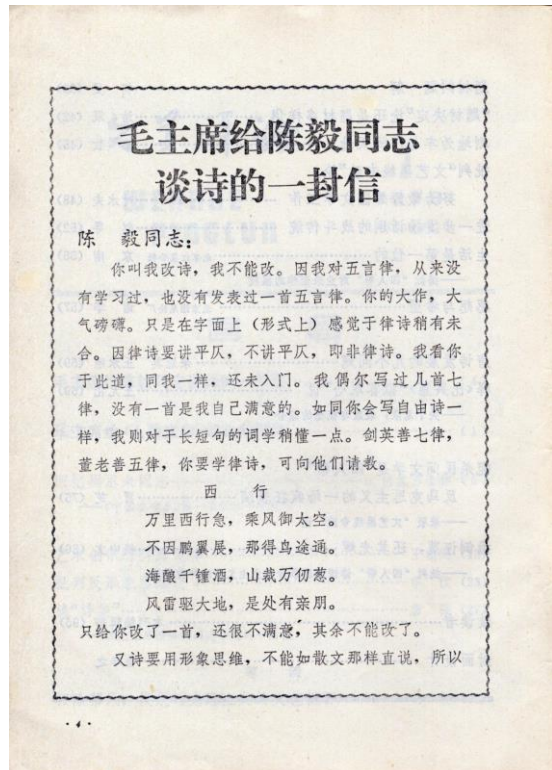 毛主席给陈毅同志
谈诗的一封信
陈　毅同志：
你叫我改诗，我不能改。因我对五言律，从来没
有学习过，也没有发表过一首五言律。你的大作，大
气磅礴。只是在字面上（形式上）感觉于律诗稍有未
合。因律诗要讲平仄，不讲平仄，即非律诗。我看你
于此道，同我一样，还未入门。我偶尔写过几首七
律，没有一首是我自己满意的。如同你会写自由诗一
样，我则对于长短句的词学稍懂一点。剑英善七律，
董老善五律，你要学律诗，可向他们请教。
西　行
万里西行急，乘风御太空。
不因鹏翼展，那得鸟途通。
海酿千锺酒，山裁万仞葱。
风雷驱大地，是处有亲朋。
只给你改了一首，还很不满意，其余不能改了。
又诗要用形象思维，不能如散文那样直说，所以
·4·